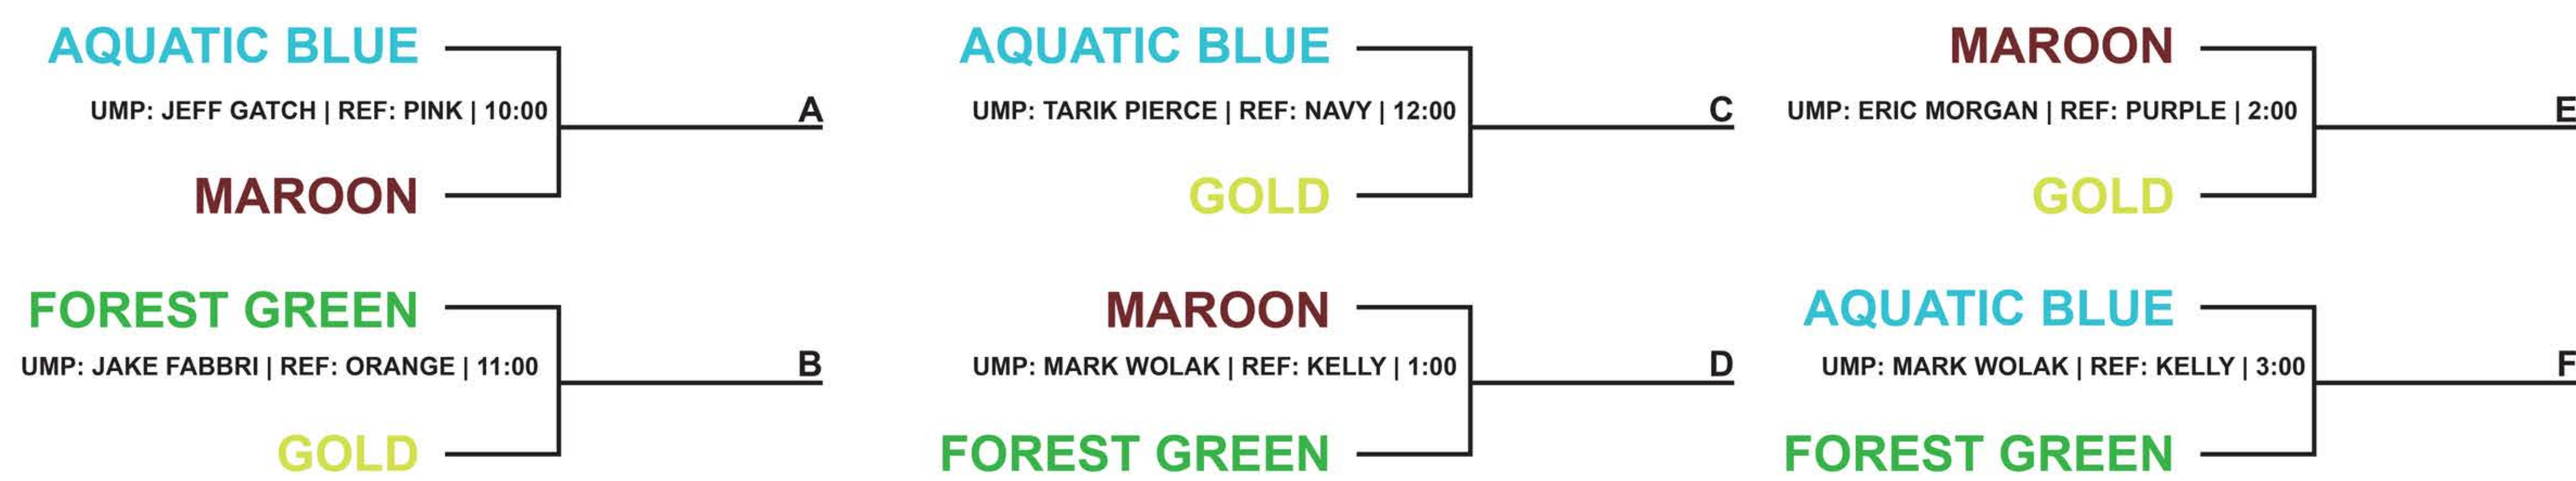 AQUATIC BLUE
UMP: JEFF GATCH | REF: PINK | 10:00
A
MAROON
FOREST GREEN
UMP: JAKE FABBRI | REF: ORANGE | 11:00
B
GOLD
AQUATIC BLUE
UMP: TARIK PIERCE | REF: NAVY | 12:00
C
GOLD
MAROON
UMP: MARK WOLAK | REF: KELLY | 1:00
D
FOREST GREEN
MAROON
UMP: ERIC MORGAN | REF: PURPLE | 2:00
E
GOLD
AQUATIC BLUE
UMP: MARK WOLAK | REF: KELLY | 3:00
F
FOREST GREEN